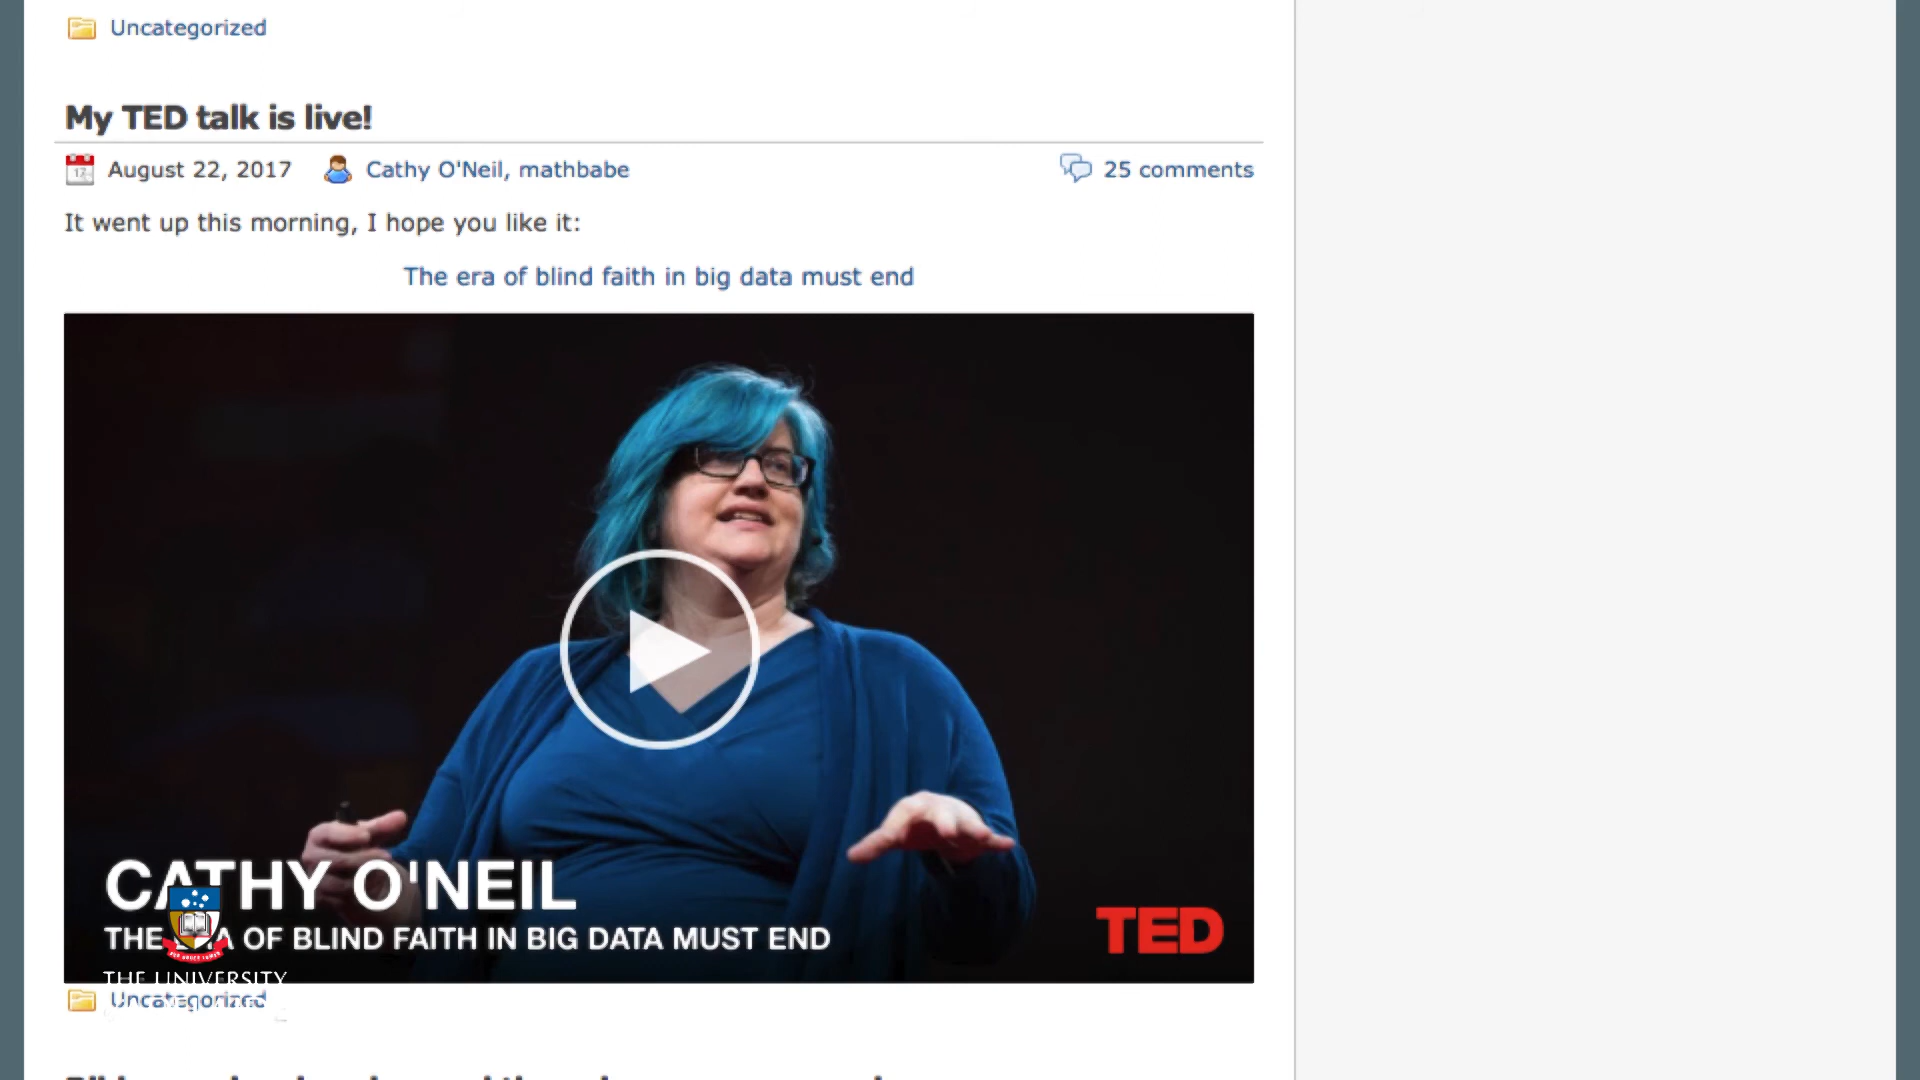 Uncategorized
My TED talk is live!
August 22, 2017 Cathy O'Neil, mathbabe 25 comments
It went up this morning, I hope you like it:
The era of blind faith in big data must end
CATHY O'NEIL
THE ERA OF BLIND FAITH IN BIG DATA MUST END
TED
THE UNIVERSITY
Uncategorized